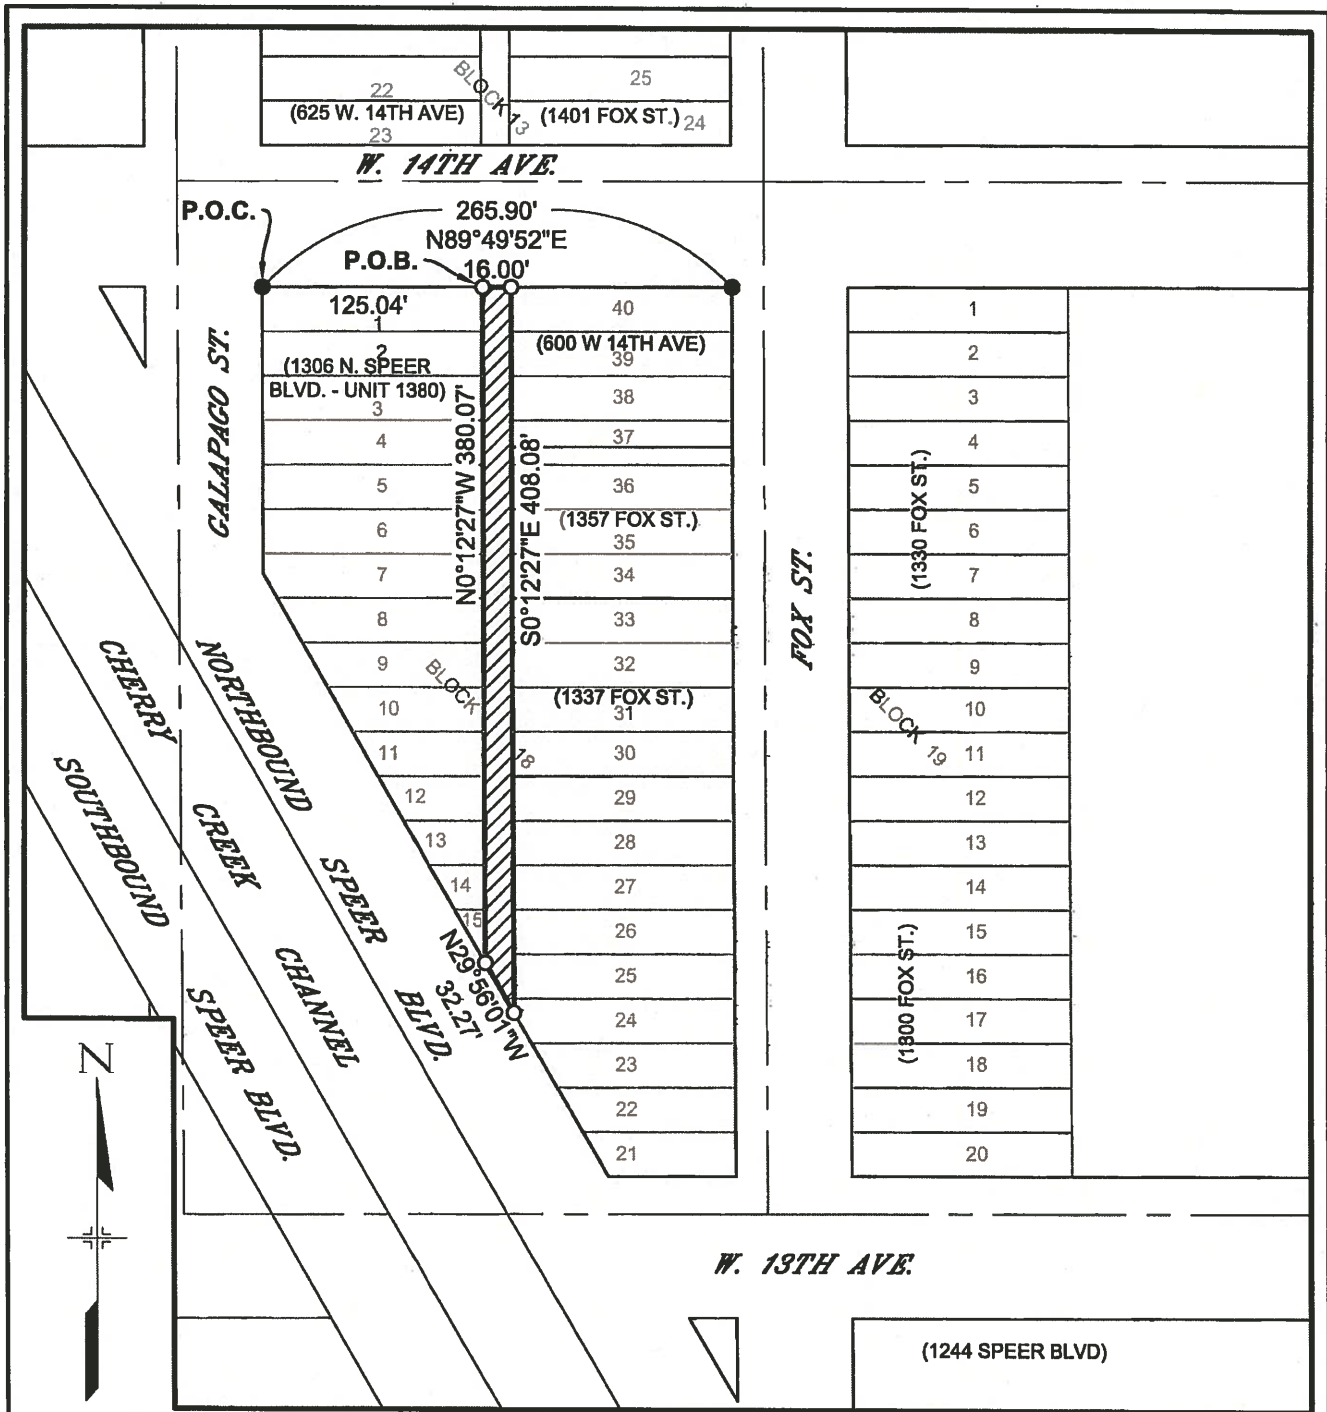 22
25
(625 W. 14TH AVE)
BLOCK 13
(1401 FOX ST.)
24
23
W. 14TH AVE.
P.O.C.
265.90'
N89°49'52"E
P.O.B.
16.00'
125.04'
1
2
(1306 N. SPEER
BLVD. - UNIT 1380)
3
4
5
6
7
8
9
10
11
12
13
14
15
BLOCK 18
N0°12'27"W 380.07'
S0°12'27"E 408.08'
N29°56'01"W
32.27'
40
(600 W 14TH AVE)
39
38
37
36
(1357 FOX ST.)
35
34
33
32
(1337 FOX ST.)
31
30
29
28
27
26
25
24
23
22
21
GALAPAGO ST.
FOX ST.
1
2
3
4
5
6
7
8
9
10
11
12
13
14
15
16
17
18
19
20
(1330 FOX ST.)
BLOCK 19
(1300 FOX ST.)
NORTHBOUND SPEER BLVD.
CHERRY CREEK CHANNEL
SOUTHBOUND SPEER BLVD.
N
W. 13TH AVE.
(1244 SPEER BLVD)